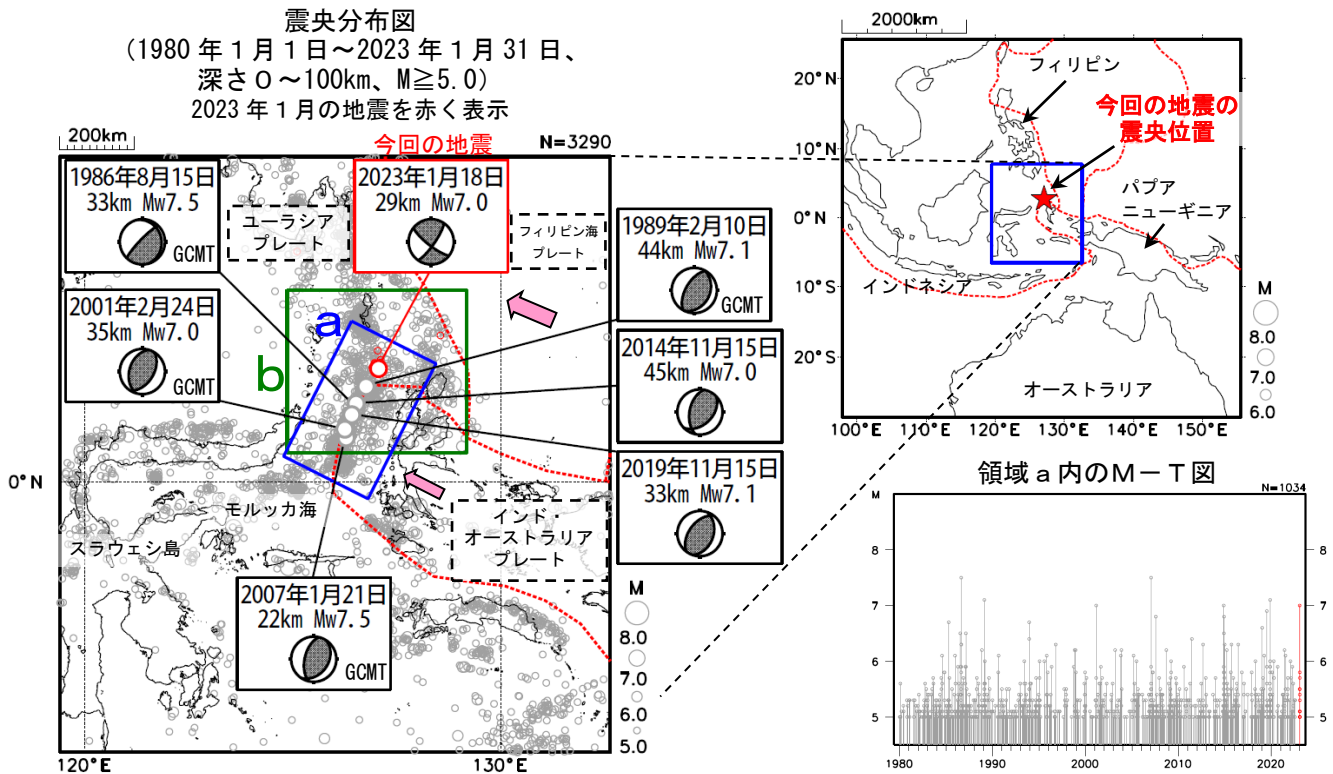 震央分布図
（1980 年１月１日～2023 年１月 31 日、
深さ０～100km、M≧5.0）
2023 年１月の地震を赤く表示
200km
今回の地震
N=3290
1986年8月15日
33km Mw7.5
GCMT
ユーラシア
プレート
2023年1月18日
29km Mw7.0
フィリピン海
プレート
1989年2月10日
44km Mw7.1
GCMT
2001年2月24日
35km Mw7.0
GCMT
a
b
2014年11月15日
45km Mw7.0
2019年11月15日
33km Mw7.1
0°N
モルッカ海
スラウェシ島
インド・
オーストラリア
プレート
2007年1月21日
22km Mw7.5
GCMT
M
8.0
7.0
6.0
5.0
120°E
130°E
2000km
20°N
10°N
0°N
10°S
20°S
フィリピン
今回の地震の
震央位置
パプア
ニューギニア
インドネシア
オーストラリア
M
8.0
7.0
6.0
100°E
110°E
120°E
130°E
140°E
150°E
領域ａ内のＭ－Ｔ図
M
N=1034
8
8
7
7
6
6
5
5
1980
1990
2000
2010
2020